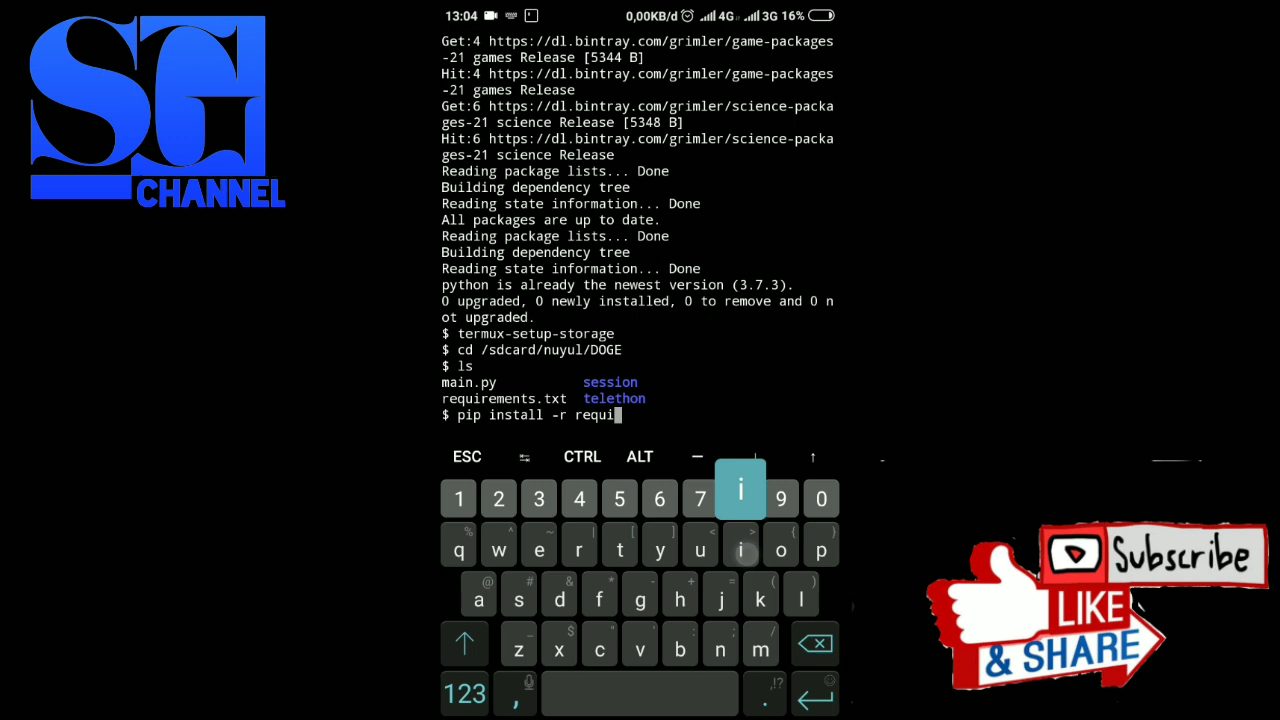 SG
CHANNEL
13:04 0,00KB/d 4G 3G 16%
Get:4 https://dl.bintray.com/grimler/game-packages
-21 games Release [5344 B]
Hit:4 https://dl.bintray.com/grimler/game-packages
-21 games Release
Get:6 https://dl.bintray.com/grimler/science-packa
ges-21 science Release [5348 B]
Hit:6 https://dl.bintray.com/grimler/science-packa
ges-21 science Release
Reading package lists... Done
Building dependency tree
Reading state information... Done
All packages are up to date.
Reading package lists... Done
Building dependency tree
Reading state information... Done
python is already the newest version (3.7.3).
0 upgraded, 0 newly installed, 0 to remove and 0 n
ot upgraded.
$ termux-setup-storage
$ cd /sdcard/nuyul/DOGE
$ ls
main.py session
requirements.txt telethon
$ pip install -r requi
ESC ↹ CTRL ALT — ↓ ↑
1 2 3 4 5 6 7 i 9 0
% ^ ~ | [ ] < > { }
q w e r t y u i o p
@ # & * - + = ( )
a s d f g h j k l
_ $ " ' : ; /
z x c v b n m
123 , ,!? .
Subscribe
LIKE
& SHARE